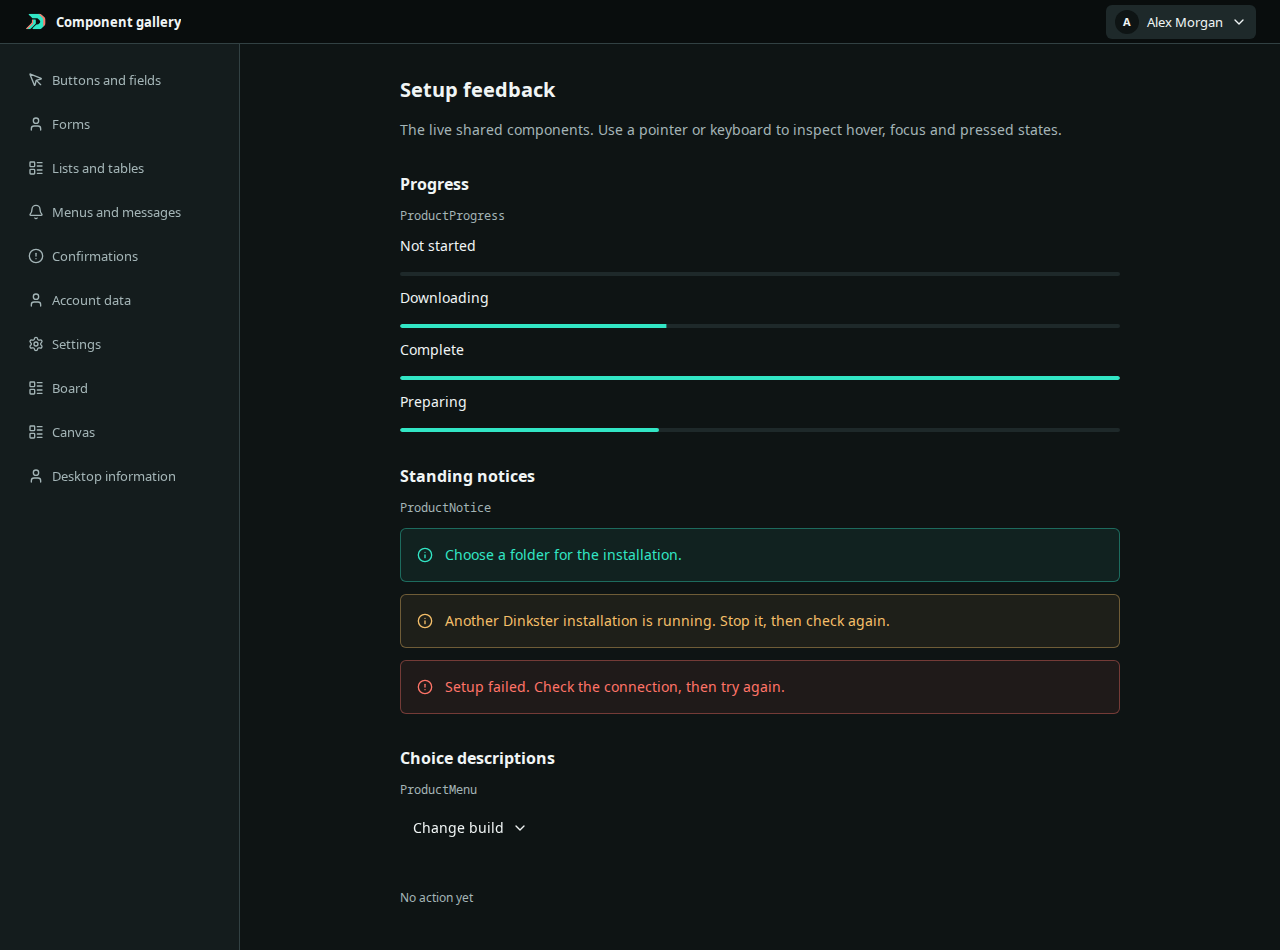 Component gallery
A Alex Morgan
Buttons and fields
Forms
Lists and tables
Menus and messages
Confirmations
Account data
Settings
Board
Canvas
Desktop information
Setup feedback
The live shared components. Use a pointer or keyboard to inspect hover, focus and pressed states.
Progress
ProductProgress
Not started
Downloading
Complete
Preparing
Standing notices
ProductNotice
Choose a folder for the installation.
Another Dinkster installation is running. Stop it, then check again.
Setup failed. Check the connection, then try again.
Choice descriptions
ProductMenu
Change build
No action yet